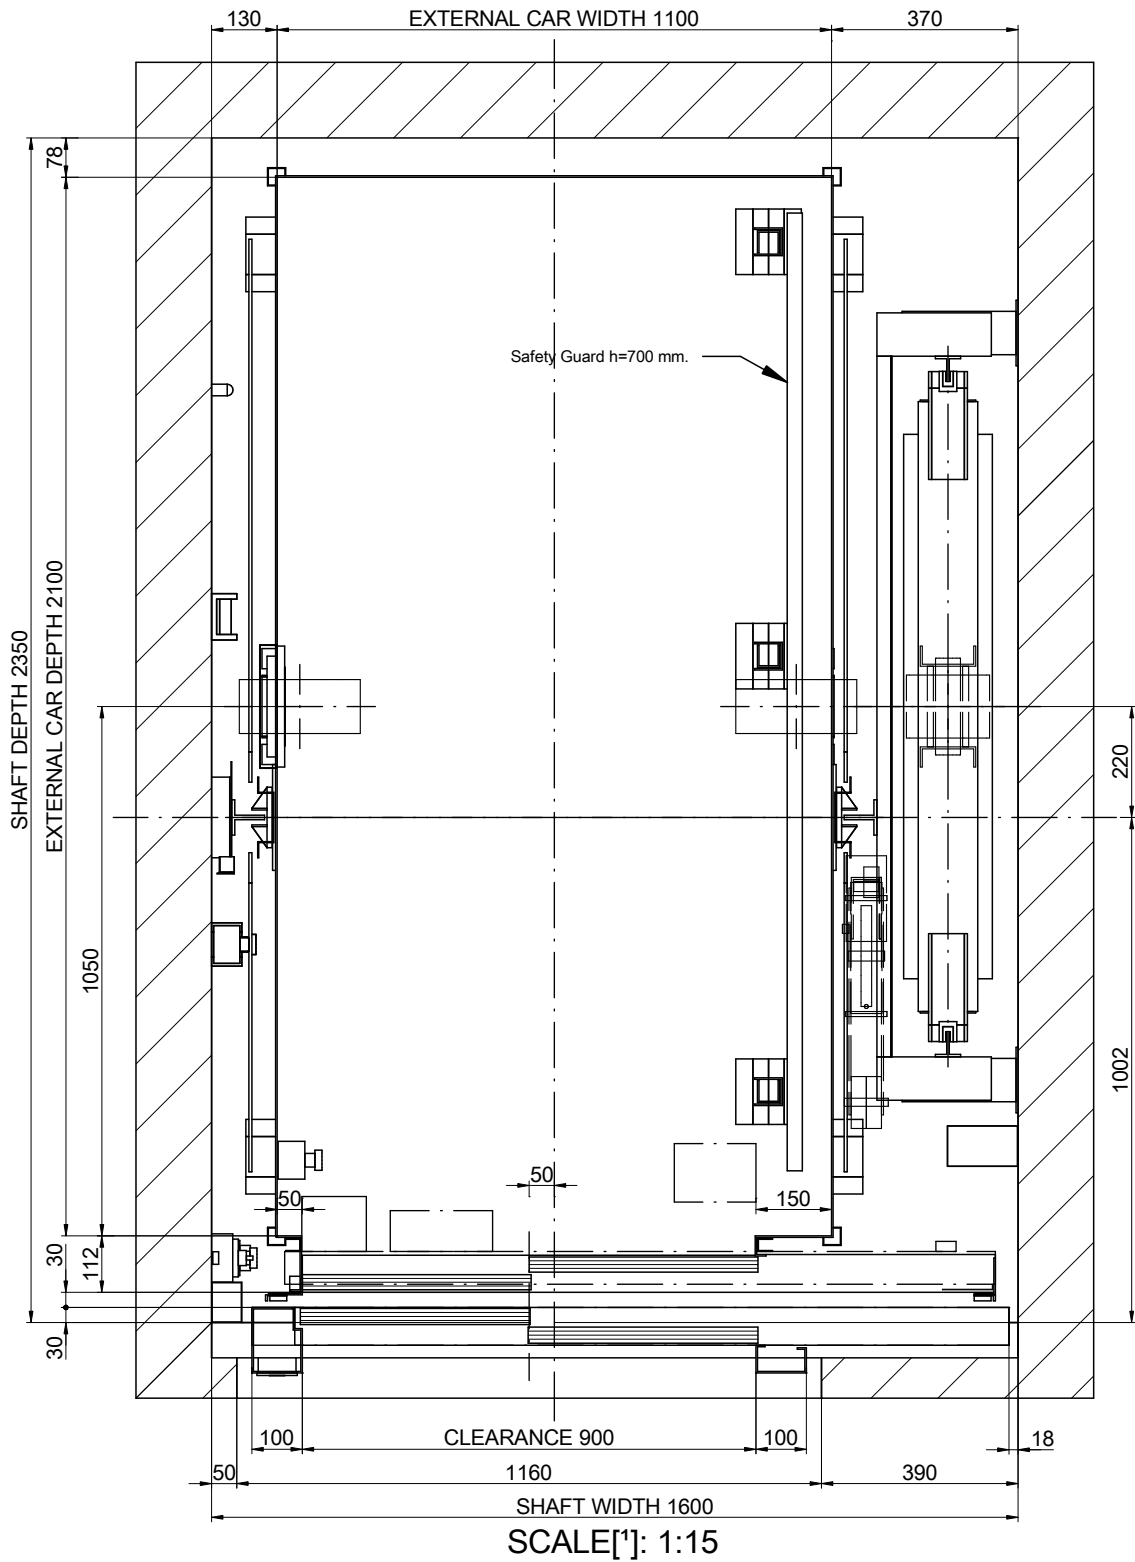 130
EXTERNAL CAR WIDTH 1100
370
78
SHAFT DEPTH 2350
EXTERNAL CAR DEPTH 2100
Safety Guard h=700 mm.
220
1050
1002
50
50
150
30
112
30
100
CLEARANCE 900
100
18
50
1160
390
SHAFT WIDTH 1600
SCALE[¹]: 1:15